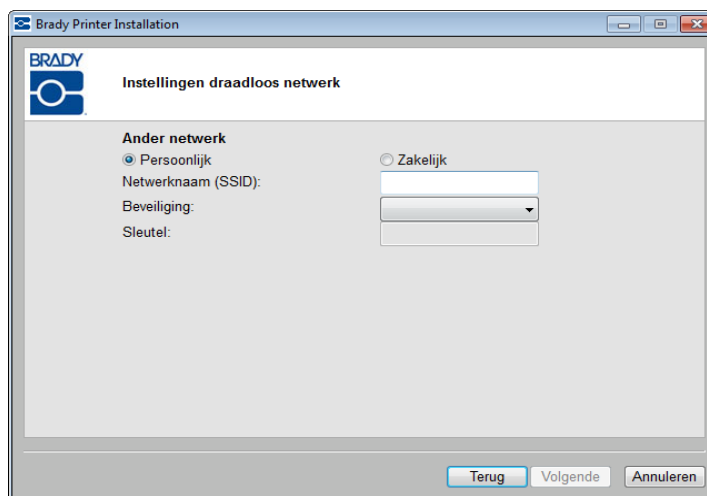 Brady Printer Installation
BRADY
Instellingen draadloos netwerk
Ander netwerk
Persoonlijk Zakelijk
Netwerknaam (SSID):
Beveiliging:
Sleutel:
Terug Volgende Annuleren